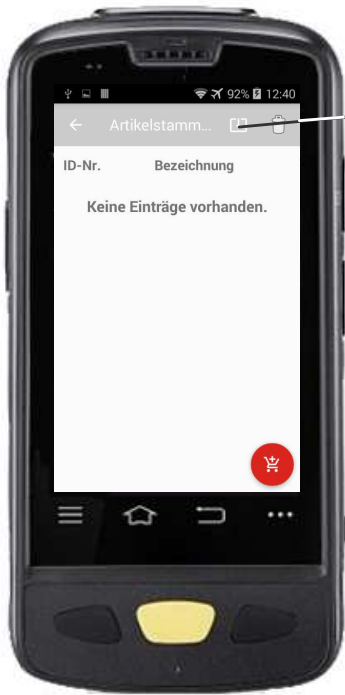 92% 12:40
Artikelstamm...
ID-Nr. Bezeichnung
Keine Einträge vorhanden.